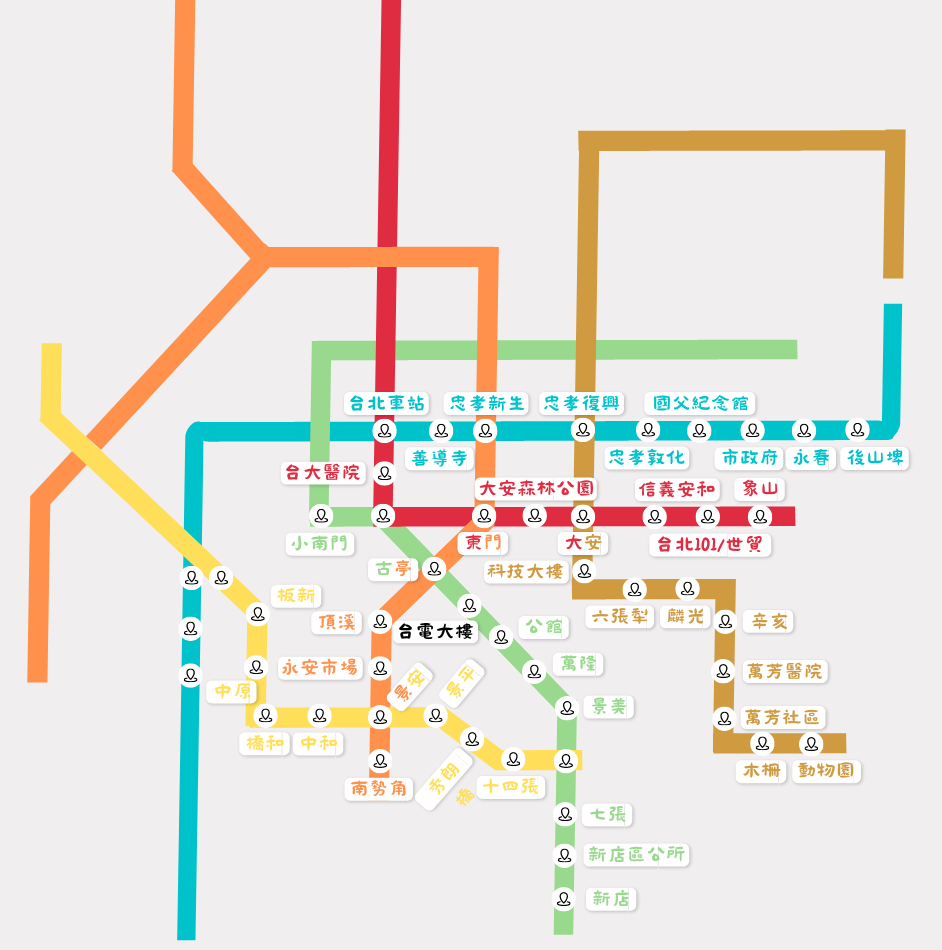 台北車站
忠孝新生
忠孝復興
國父紀念館
善導寺
忠孝敦化
市政府
永春
後山埤
台大醫院
大安森林公園
信義安和
象山
小南門
東門
大安
台北101/世貿
古亭
科技大樓
板新
頂溪
台電大樓
公館
六張犁
麟光
辛亥
永安市場
萬隆
萬芳醫院
中原
景安
景平
景美
萬芳社區
橋和
中和
木柵
動物園
南勢角
秀朗
橋
十四張
七張
新店區公所
新店